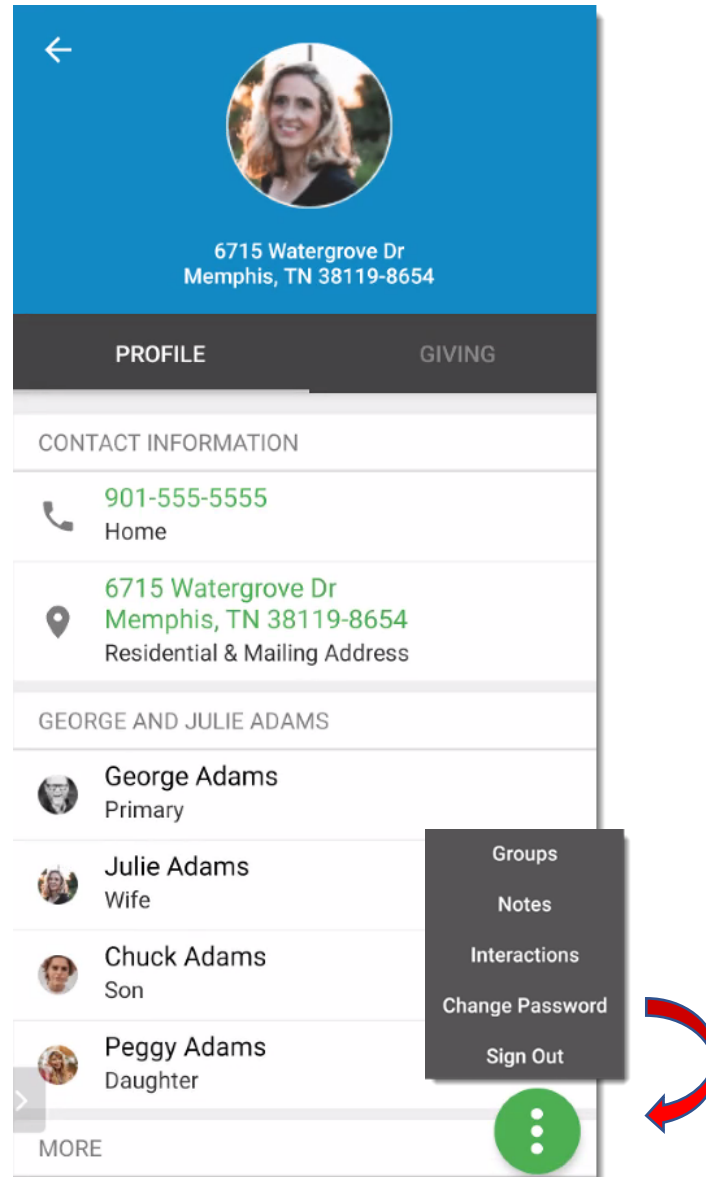 6715 Watergrove Dr
Memphis, TN 38119-8654
PROFILE
GIVING
CONTACT INFORMATION
901-555-5555
Home
6715 Watergrove Dr
Memphis, TN 38119-8654
Residential & Mailing Address
GEORGE AND JULIE ADAMS
George Adams
Primary
Julie Adams
Wife
Chuck Adams
Son
Peggy Adams
Daughter
Groups
Notes
Interactions
Change Password
Sign Out
MORE